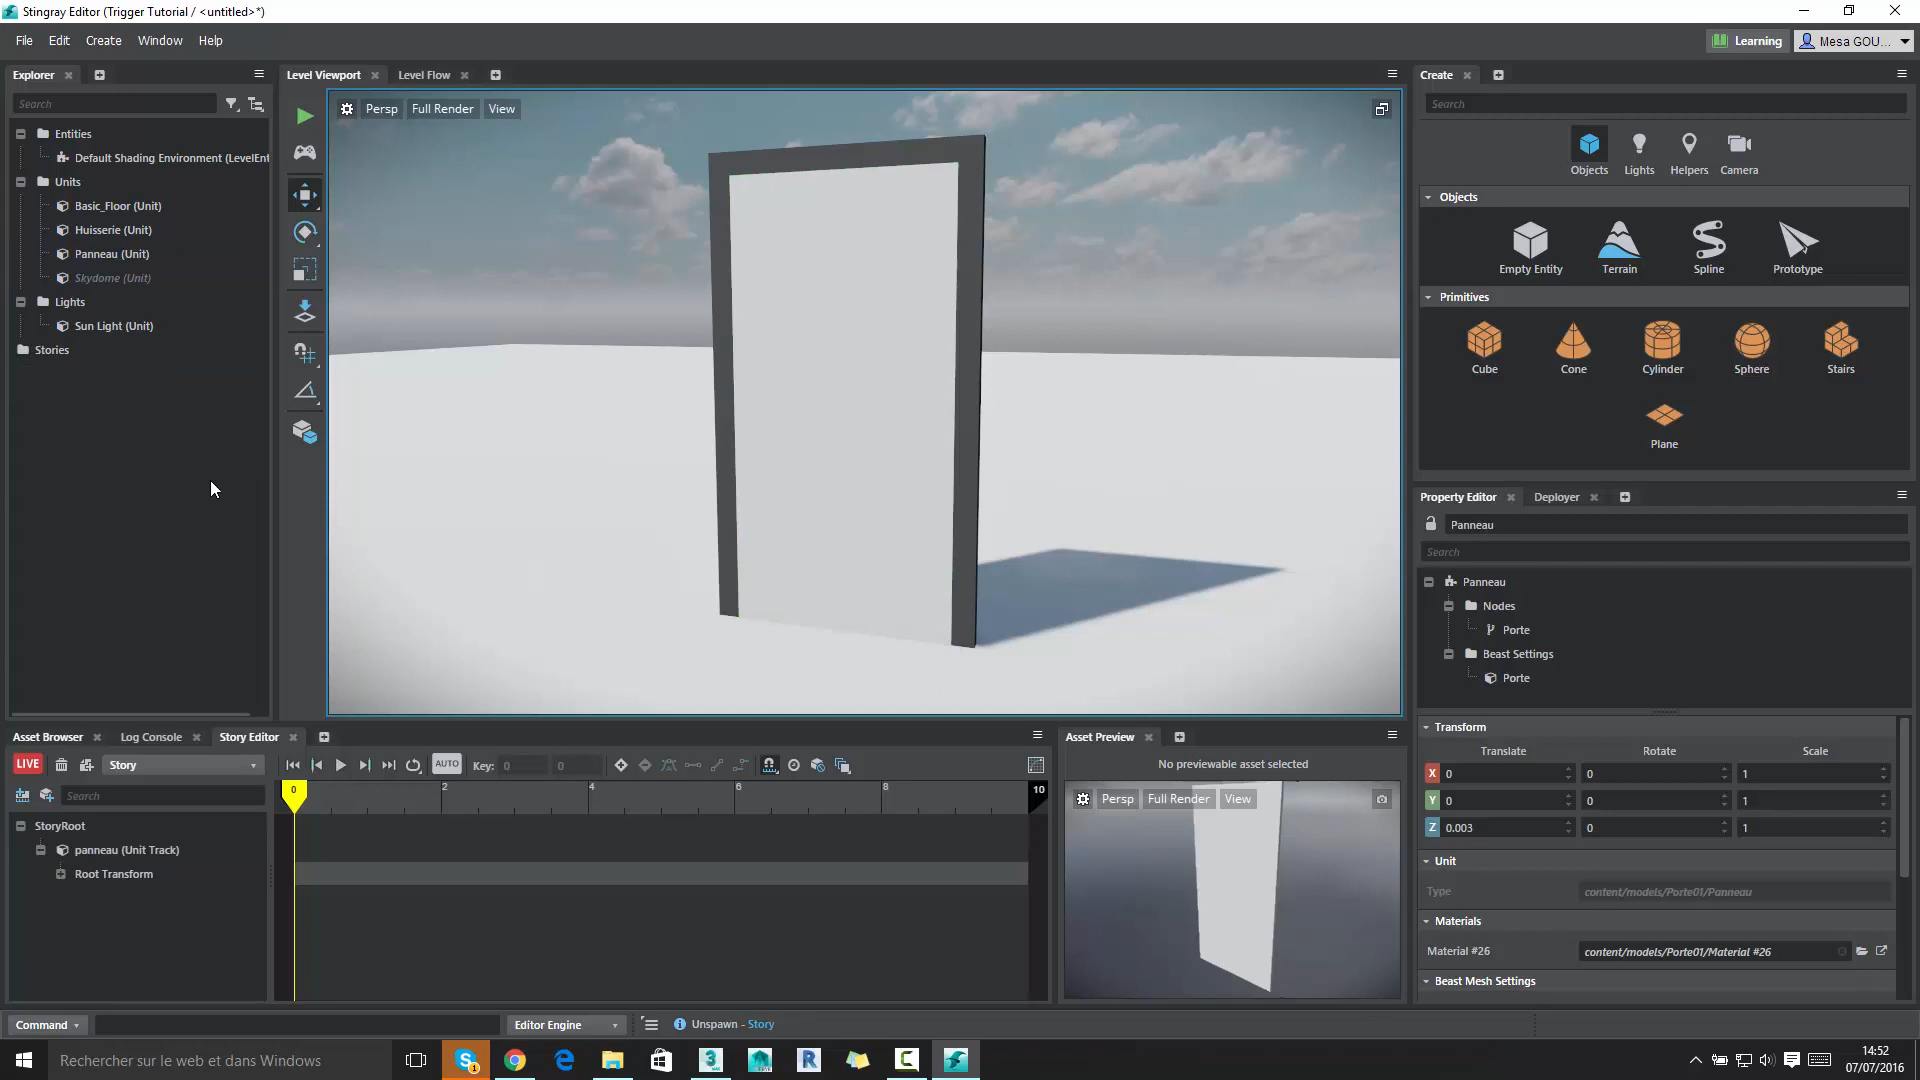 Stingray Editor (Trigger Tutorial / <untitled>*)
File Edit Create Window Help
Learning Mesa GOU...
Explorer
Search
Entities
Default Shading Environment (LevelEnt
Units
Basic_Floor (Unit)
Huisserie (Unit)
Panneau (Unit)
Skydome (Unit)
Lights
Sun Light (Unit)
Stories
Level Viewport Level Flow
Persp Full Render View
Create
Search
Objects Lights Helpers Camera
Objects
Empty Entity Terrain Spline Prototype
Primitives
Cube Cone Cylinder Sphere Stairs
Plane
Property Editor Deployer
Panneau
Search
Panneau
Nodes
Porte
Beast Settings
Porte
Transform
Translate Rotate Scale
X 0 0 1
Y 0 0 1
Z 0.003 0 1
Unit
Type content/models/Porte01/Panneau
Materials
Material #26 content/models/Porte01/Material #26
Beast Mesh Settings
Asset Browser Log Console Story Editor
LIVE Story AUTO Key: 0 0
Search
0 2 4 6 8 10
StoryRoot
panneau (Unit Track)
Root Transform
Asset Preview
No previewable asset selected
Persp Full Render View
Command Editor Engine Unspawn - Story
Rechercher sur le web et dans Windows
14:52
07/07/2016